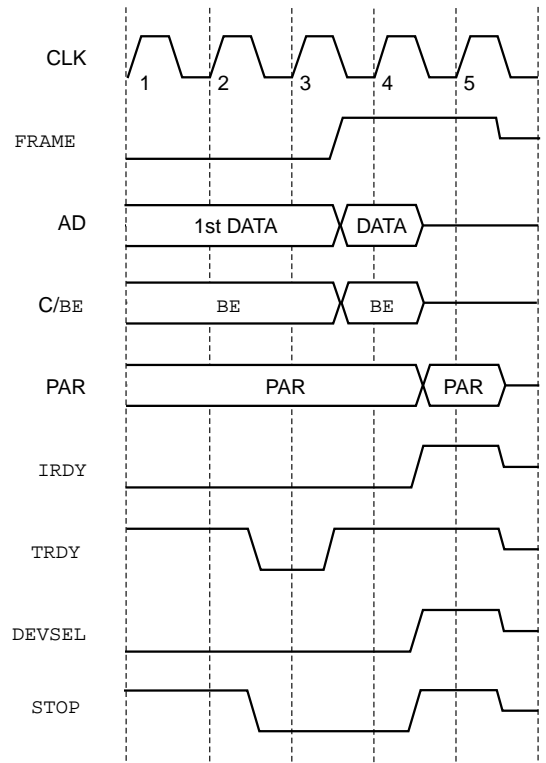 CLK
1 2 3 4 5
FRAME
AD 1st DATA DATA
C/BE BE BE
PAR PAR PAR
IRDY
TRDY
DEVSEL
STOP